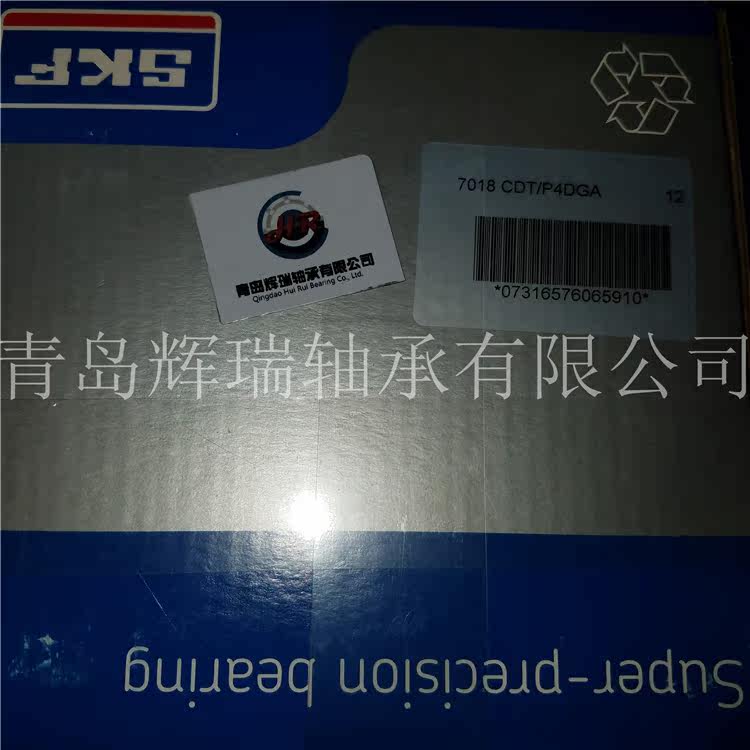 SKF
7018 CDT/P4DGA
12
*07316576065910*
HR
青岛辉瑞轴承有限公司
Qingdao Hui Rui Bearing Co., Ltd.
青岛辉瑞轴承有限公司
Super-precision bearing